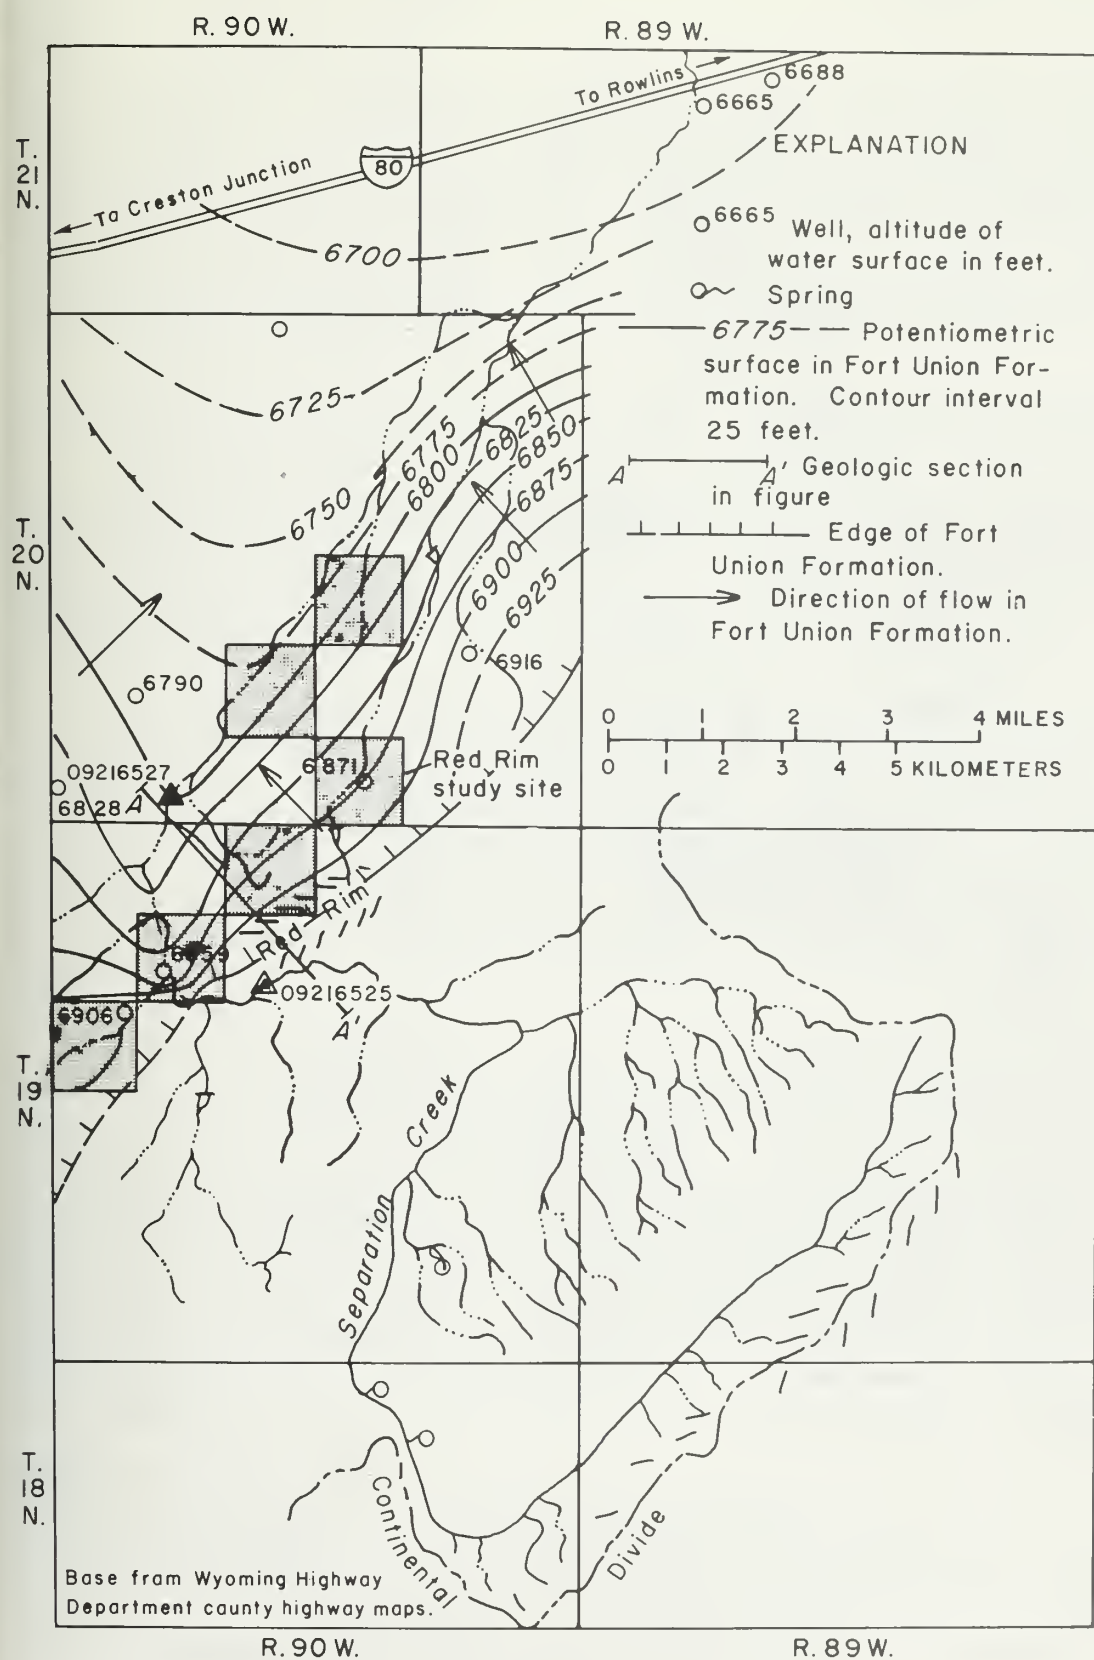 R. 90 W.
R. 89 W.
To Rowlins
6688
6665
T.
21
N.
80
EXPLANATION
To Creston Junction
6700
6665 Well, altitude of
water surface in feet.
Spring
6775 Potentiometric
surface in Fort Union For-
mation. Contour interval
25 feet.
A A' Geologic section
in figure
Edge of Fort
Union Formation.
Direction of flow in
Fort Union Formation.
6725
6775
6800
6825
6850
6875
6750
6900
6925
T.
20
N.
6916
6790
0 1 2 3 4 MILES
0 1 2 3 4 5 KILOMETERS
09216527
6828 A
6871
Red Rim
study site
Red Rim
6859
09216525
A'
6906
T.
19
N.
Separation Creek
T.
18
N.
Continental Divide
Base fram Wyoming Highway
Department caunty highway maps.
R. 90 W.
R. 89 W.